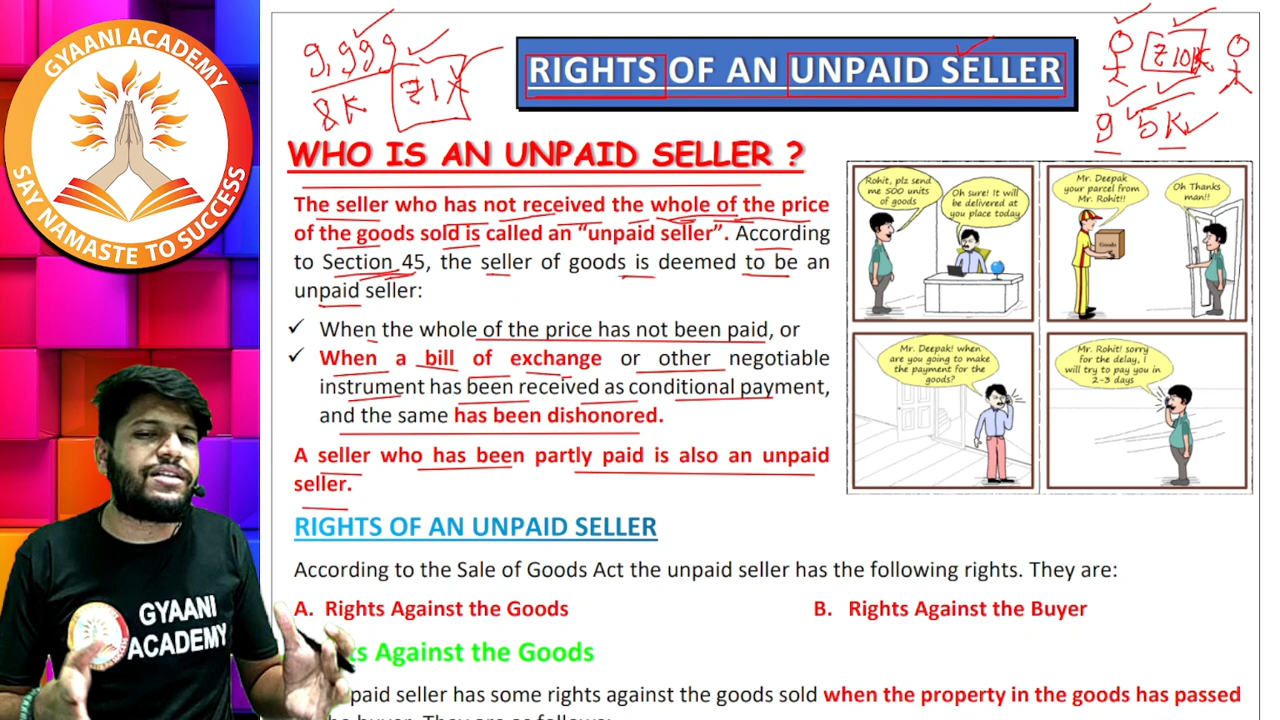 GYAANI ACADEMY
SAY NAMASTE TO SUCCESS
9,999
8K
₹1
RIGHTS OF AN UNPAID SELLER
₹10K
9 5K
WHO IS AN UNPAID SELLER ?
The seller who has not received the whole of the price
of the goods sold is called an “unpaid seller”. According
to Section 45, the seller of goods is deemed to be an
unpaid seller:
✓ When the whole of the price has not been paid, or
✓ When a bill of exchange or other negotiable
instrument has been received as conditional payment,
and the same has been dishonored.
A seller who has been partly paid is also an unpaid
seller.
Rohit, plz send
me 500 units
of goods
Oh sure! It will
be delivered at
you place today
Mr. Deepak
your parcel from
Mr. Rohit!!
Oh Thanks
man!!
Goods
Mr. Deepak! when
are you going to make
the payment for the
goods?
Mr. Rohit! sorry
for the delay, I
will try to pay you in
2-3 days
RIGHTS OF AN UNPAID SELLER
According to the Sale of Goods Act the unpaid seller has the following rights. They are:
A. Rights Against the Goods
B. Rights Against the Buyer
ts Against the Goods
paid seller has some rights against the goods sold when the property in the goods has passed
GYAANI
ACADEMY